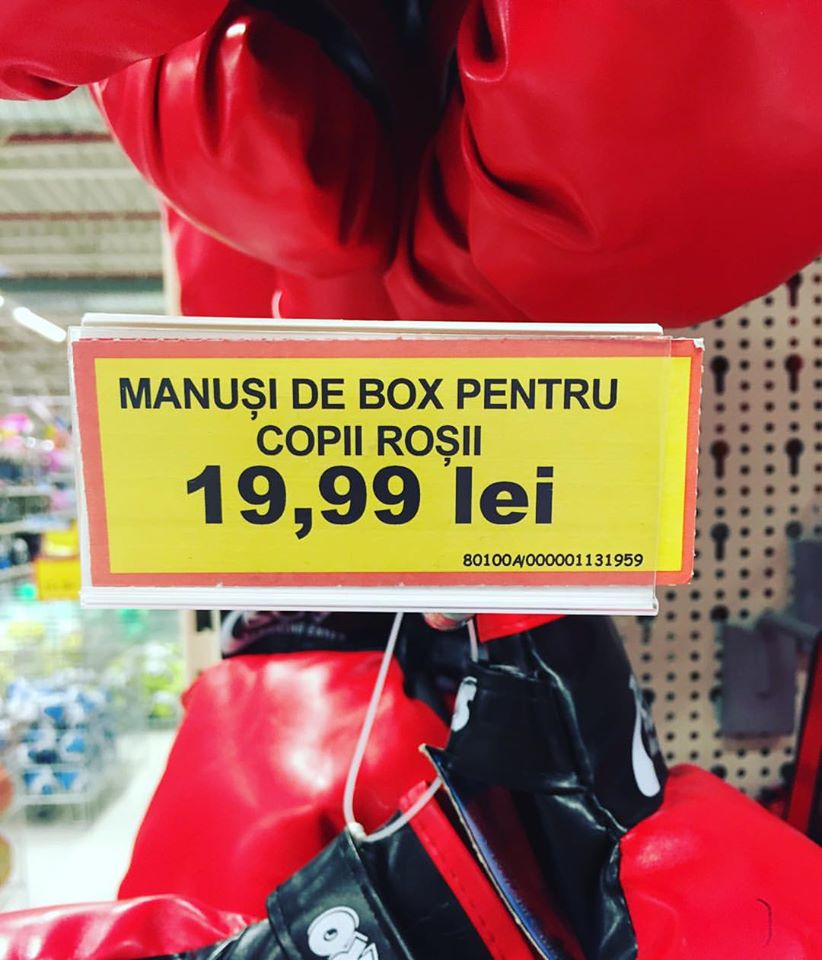 MANUȘI DE BOX PENTRU
COPII ROȘII
19,99 lei
80100A/000001131959